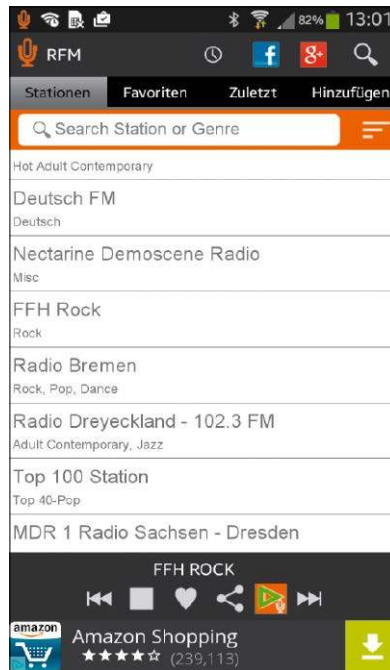 82% 13:01
RFM
f
g+
Stationen Favoriten Zuletzt Hinzufügen
Search Station or Genre
Hot Adult Contemporary
Deutsch FM
Deutsch
Nectarine Demoscene Radio
Misc
FFH Rock
Rock
Radio Bremen
Rock, Pop, Dance
Radio Dreyeckland - 102.3 FM
Adult Contemporary, Jazz
Top 100 Station
Top 40-Pop
MDR 1 Radio Sachsen - Dresden
FFH ROCK
amazon
Amazon Shopping
(239,113)